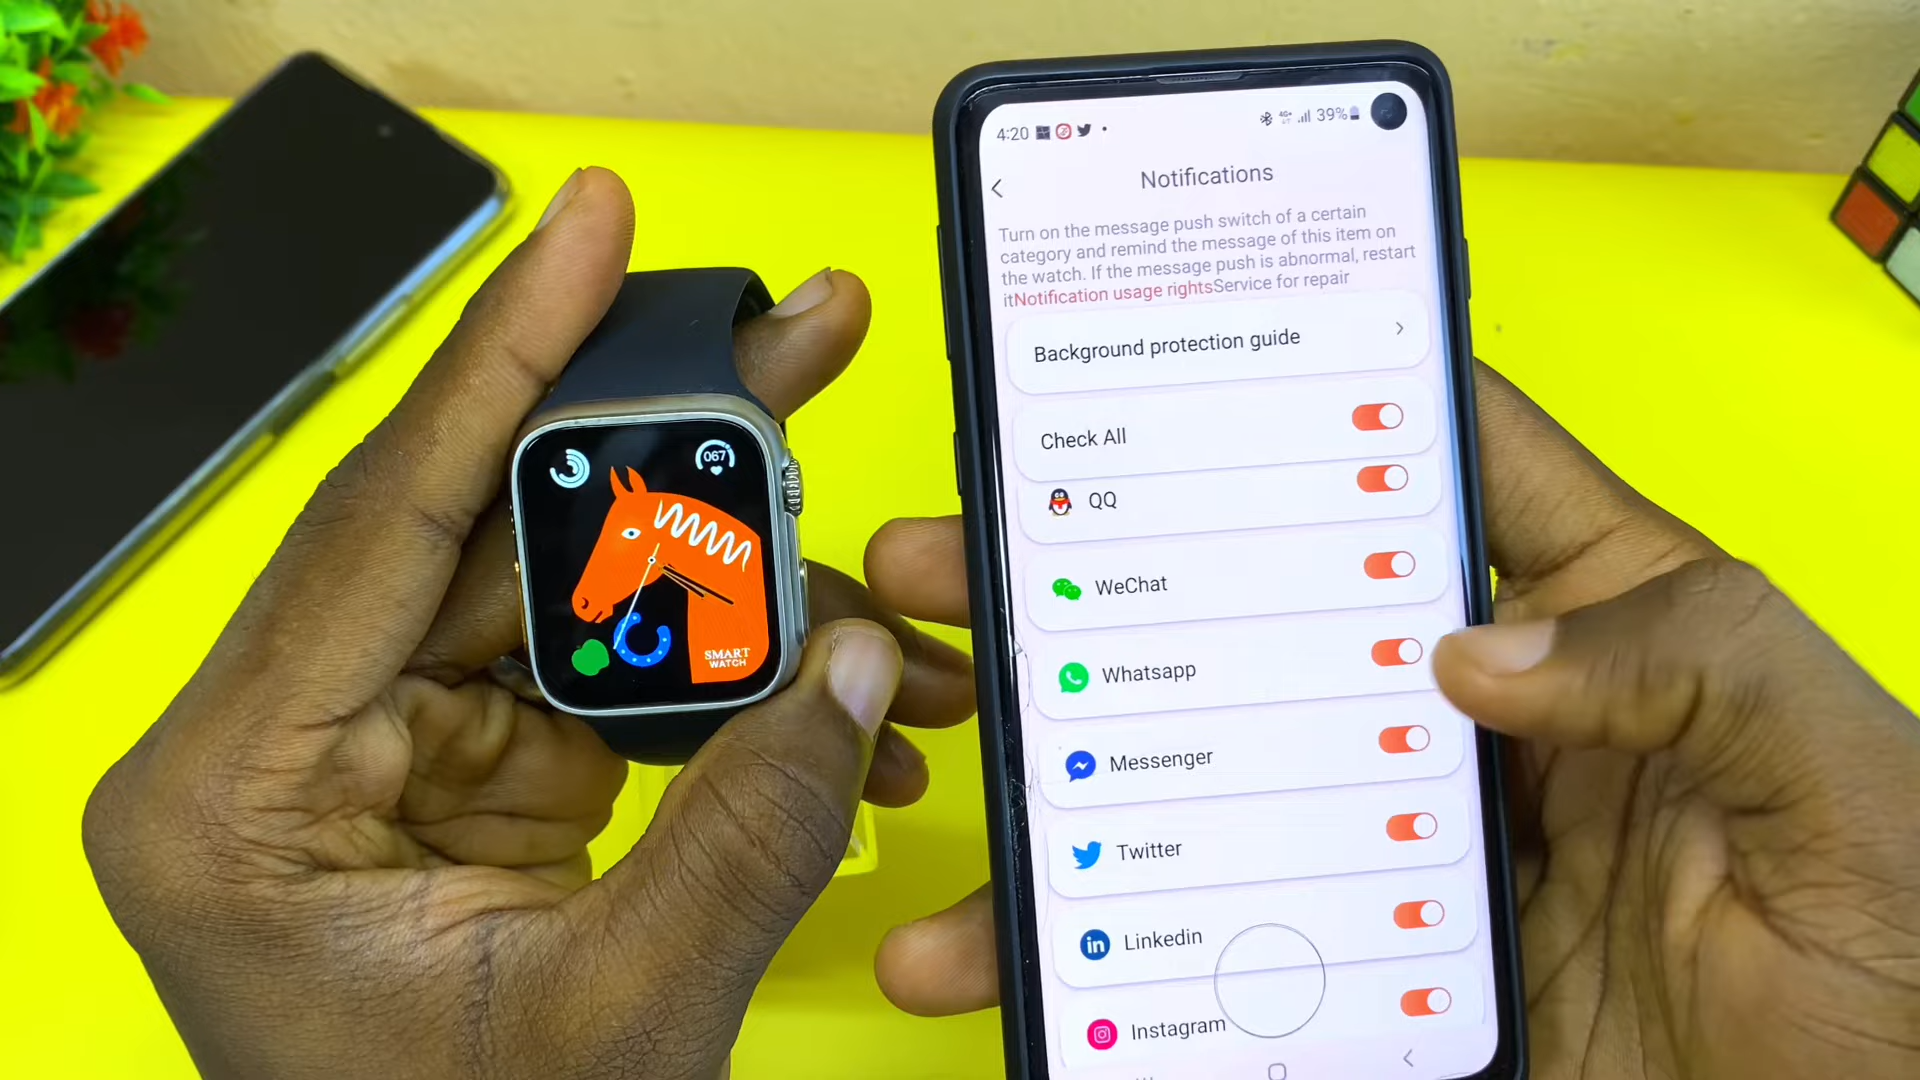 067
SMART
WATCH
4:20
4G+
39%
Notifications
Turn on the message push switch of a certain
category and remind the message of this item on
the watch. If the message push is abnormal, restart
itNotification usage rightsService for repair
Background protection guide
Check All
QQ
WeChat
Whatsapp
Messenger
Twitter
in Linkedin
Instagram